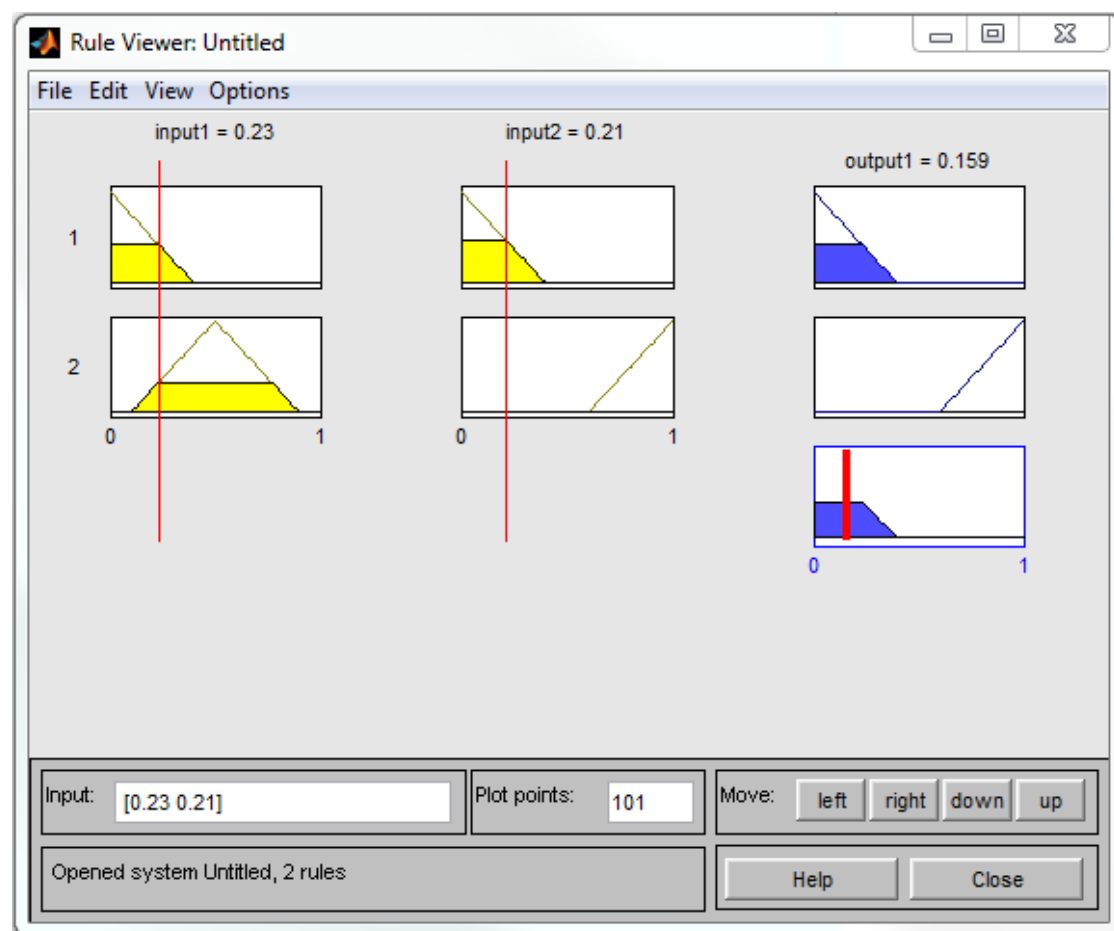 Rule Viewer: Untitled
File Edit View Options
input1 = 0.23
input2 = 0.21
output1 = 0.159
1
2
0 1
0 1
0 1
Input: [0.23 0.21]
Plot points: 101
Move: left right down up
Opened system Untitled, 2 rules
Help Close